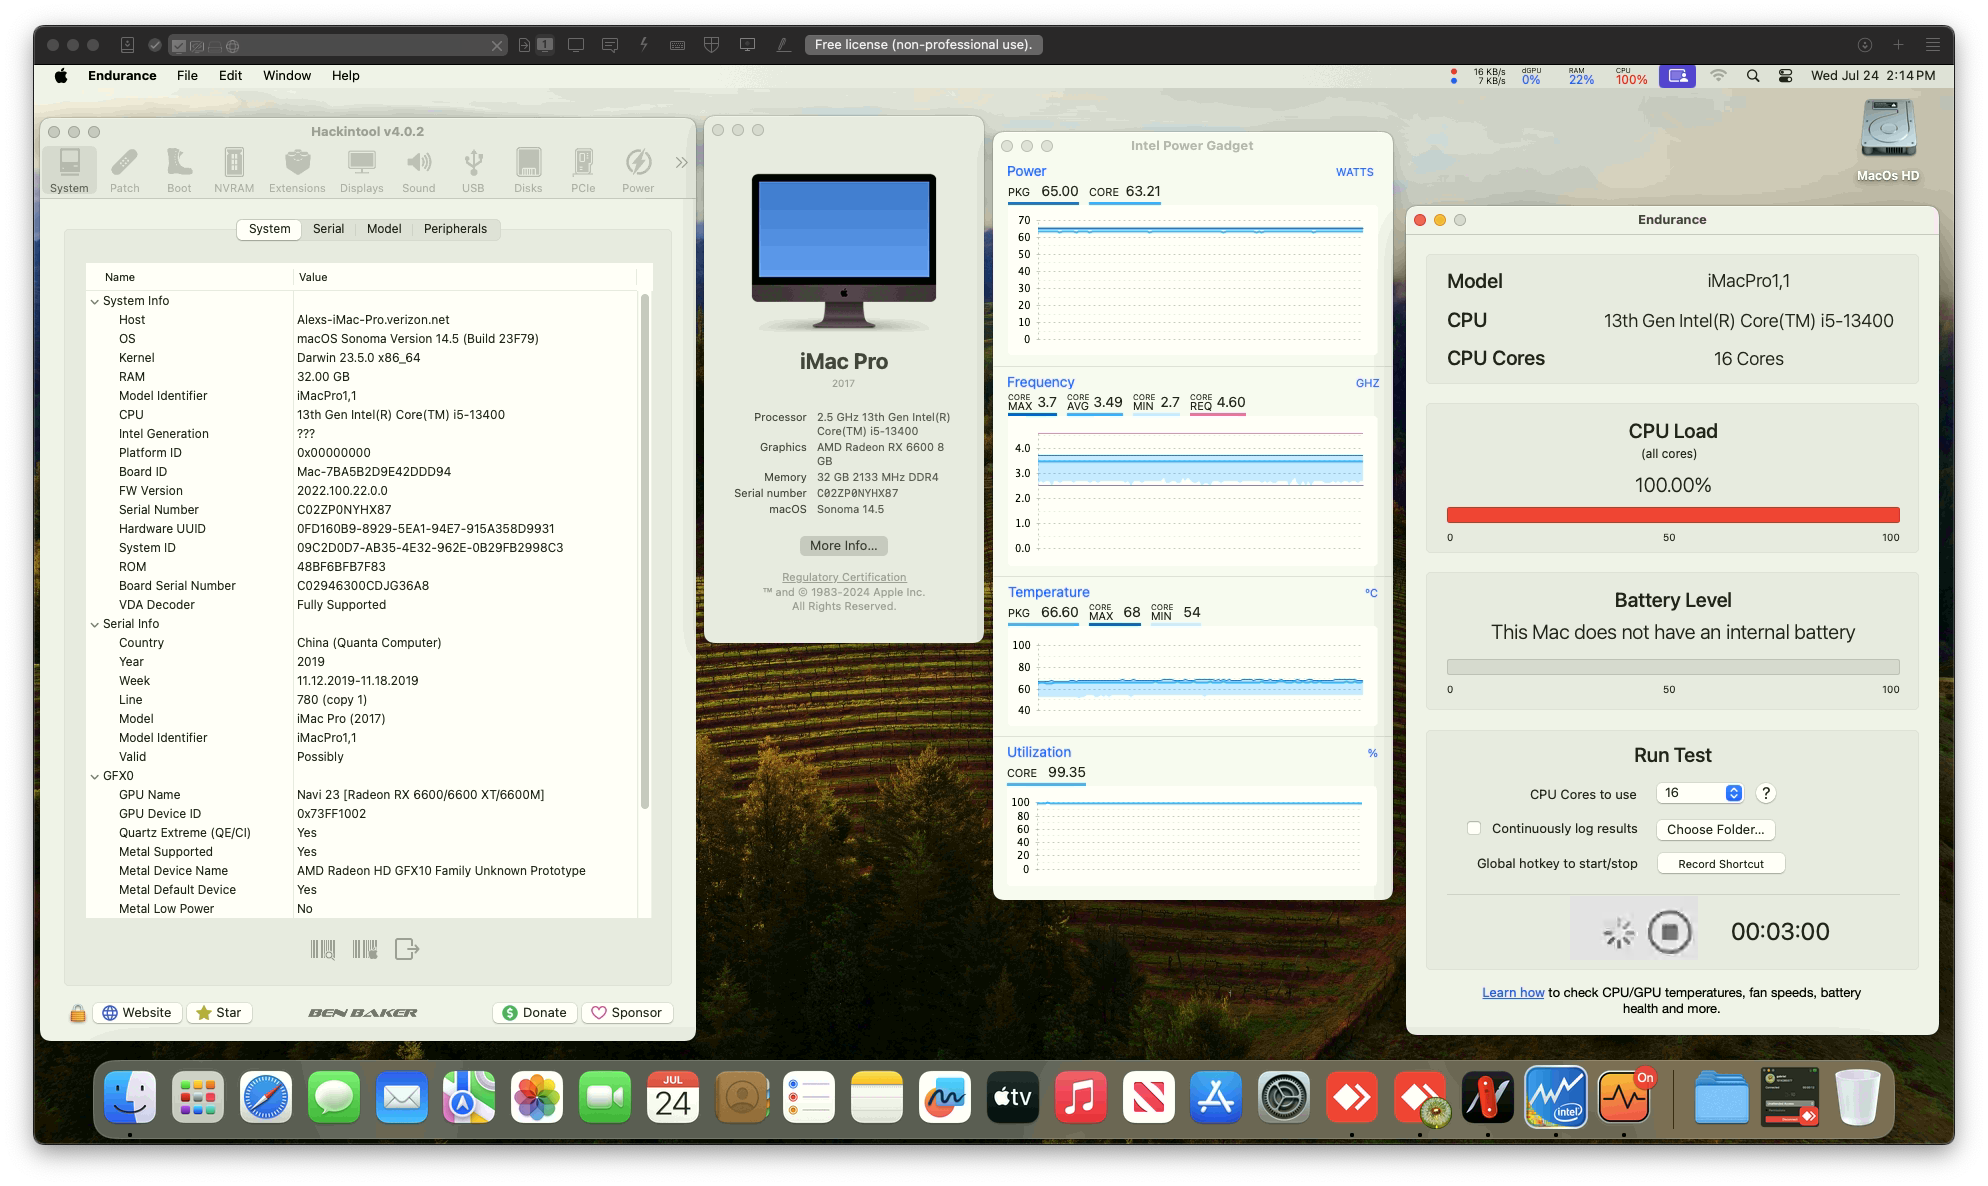 1
Free license (non-professional use).
Endurance File Edit Window Help
16 KB/s
7 KB/s
dGPU
0%
RAM
22%
CPU
100%
Wed Jul 24 2:14 PM
MacOs HD
Hackintool v4.0.2
System Patch Boot NVRAM Extensions Displays Sound USB Disks PCIe Power
System Serial Model Peripherals
Name Value
System Info
Host Alexs-iMac-Pro.verizon.net
OS macOS Sonoma Version 14.5 (Build 23F79)
Kernel Darwin 23.5.0 x86_64
RAM 32.00 GB
Model Identifier iMacPro1,1
CPU 13th Gen Intel(R) Core(TM) i5-13400
Intel Generation ???
Platform ID 0x00000000
Board ID Mac-7BA5B2D9E42DDD94
FW Version 2022.100.22.0.0
Serial Number C02ZP0NYHX87
Hardware UUID 0FD160B9-8929-5EA1-94E7-915A358D9931
System ID 09C2D0D7-AB35-4E32-962E-0B29FB2998C3
ROM 48BF6BFB7F83
Board Serial Number C02946300CDJG36A8
VDA Decoder Fully Supported
Serial Info
Country China (Quanta Computer)
Year 2019
Week 11.12.2019-11.18.2019
Line 780 (copy 1)
Model iMac Pro (2017)
Model Identifier iMacPro1,1
Valid Possibly
GFX0
GPU Name Navi 23 [Radeon RX 6600/6600 XT/6600M]
GPU Device ID 0x73FF1002
Quartz Extreme (QE/CI) Yes
Metal Supported Yes
Metal Device Name AMD Radeon HD GFX10 Family Unknown Prototype
Metal Default Device Yes
Metal Low Power No
Website Star BEN BAKER Donate Sponsor
iMac Pro
2017
Processor 2.5 GHz 13th Gen Intel(R)
Core(TM) i5-13400
Graphics AMD Radeon RX 6600 8
GB
Memory 32 GB 2133 MHz DDR4
Serial number C02ZP0NYHX87
macOS Sonoma 14.5
More Info...
Regulatory Certification
™ and © 1983-2024 Apple Inc.
All Rights Reserved.
Intel Power Gadget
Power WATTS
PKG 65.00 CORE 63.21
70
60
50
40
30
20
10
0
Frequency GHZ
CORE MAX 3.7 CORE AVG 3.49 CORE MIN 2.7 CORE REQ 4.60
4.0
3.0
2.0
1.0
0.0
Temperature °C
PKG 66.60 CORE MAX 68 CORE MIN 54
100
80
60
40
Utilization %
CORE 99.35
100
80
60
40
20
0
Endurance
Model iMacPro1,1
CPU 13th Gen Intel(R) Core(TM) i5-13400
CPU Cores 16 Cores
CPU Load
(all cores)
100.00%
0 50 100
Battery Level
This Mac does not have an internal battery
0 50 100
Run Test
CPU Cores to use 16 ?
Continuously log results Choose Folder...
Global hotkey to start/stop Record Shortcut
00:03:00
Learn how to check CPU/GPU temperatures, fan speeds, battery
health and more.
JUL
24
tv
intel
On